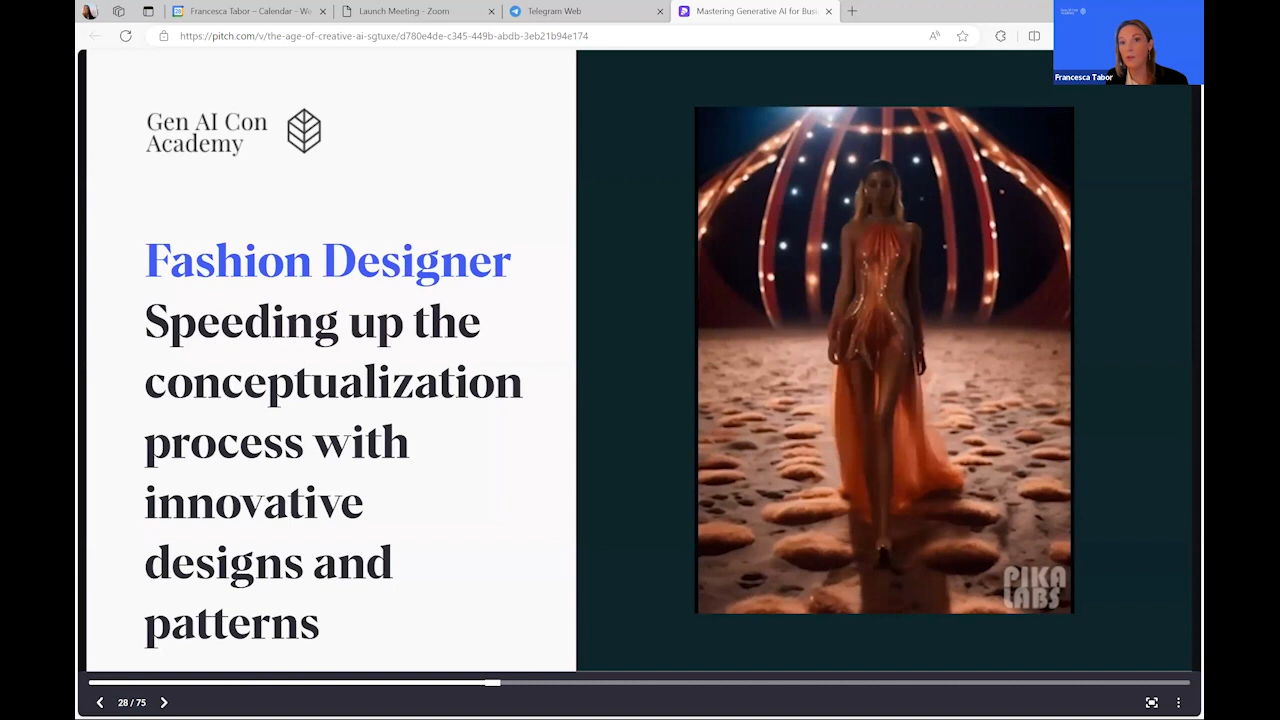 Francesca Tabor – Calendar - We
Launch Meeting - Zoom
Telegram Web
Mastering Generative AI for Busi
https://pitch.com/v/the-age-of-creative-ai-sgtuxe/d780e4de-c345-449b-abdb-3eb21b94e174
Francesca Tabor
Gen AI Con
Academy
Fashion Designer
Speeding up the
conceptualization
process with
innovative
designs and
patterns
PIKA
LABS
28 / 75